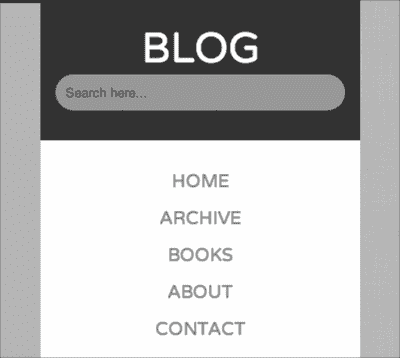 BLOG
Search here...
HOME
ARCHIVE
BOOKS
ABOUT
CONTACT